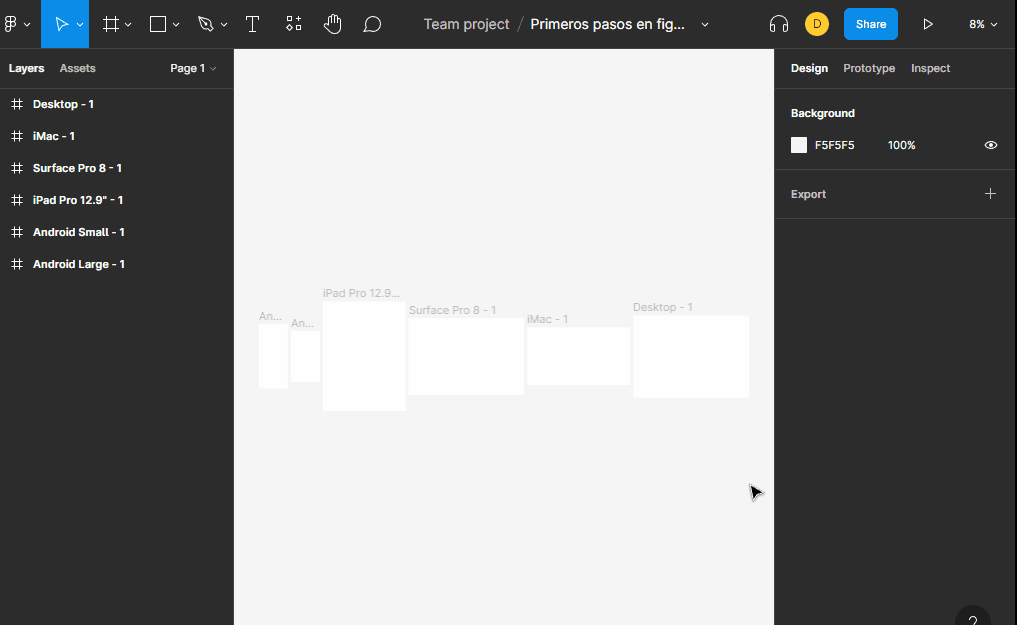 Team project / Primeros pasos en fig...
D
Share
8%
Layers
Assets
Page 1
Desktop - 1
iMac - 1
Surface Pro 8 - 1
iPad Pro 12.9" - 1
Android Small - 1
Android Large - 1
An...
An...
iPad Pro 12.9...
Surface Pro 8 - 1
iMac - 1
Desktop - 1
Design
Prototype
Inspect
Background
F5F5F5
100%
Export
?